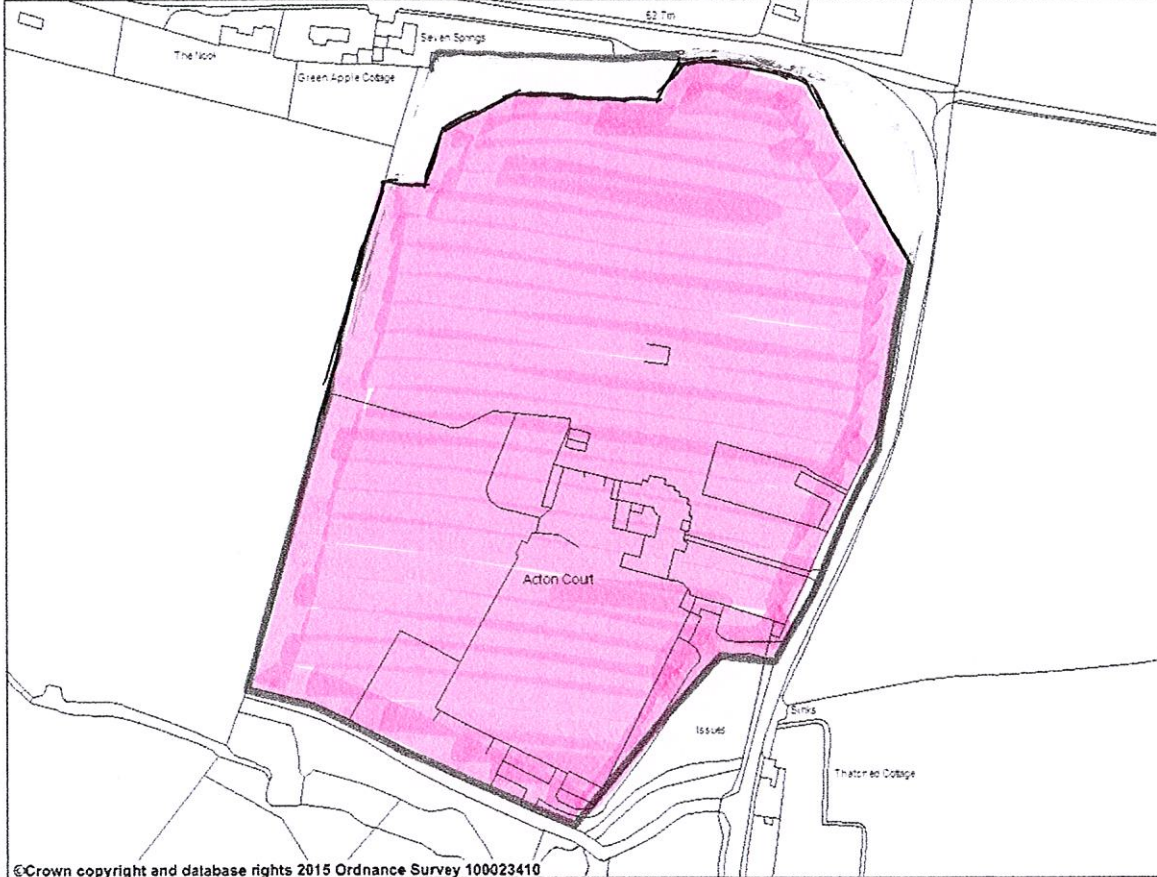 62.7m
Seven Springs
The Nook
Green Apple Cottage
Acton Court
Issues
Sinks
Thatched Cottage
©Crown copyright and database rights 2015 Ordnance Survey 100023410